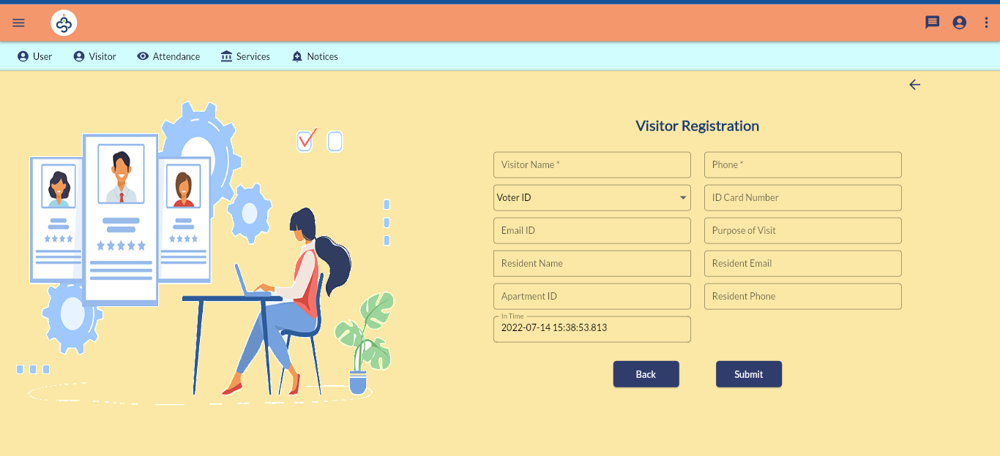 User Visitor Attendance Services Notices
Visitor Registration
Visitor Name * Phone *
Voter ID ID Card Number
Email ID Purpose of Visit
Resident Name Resident Email
Apartment ID Resident Phone
In Time
2022-07-14 15:38:53.813
Back Submit